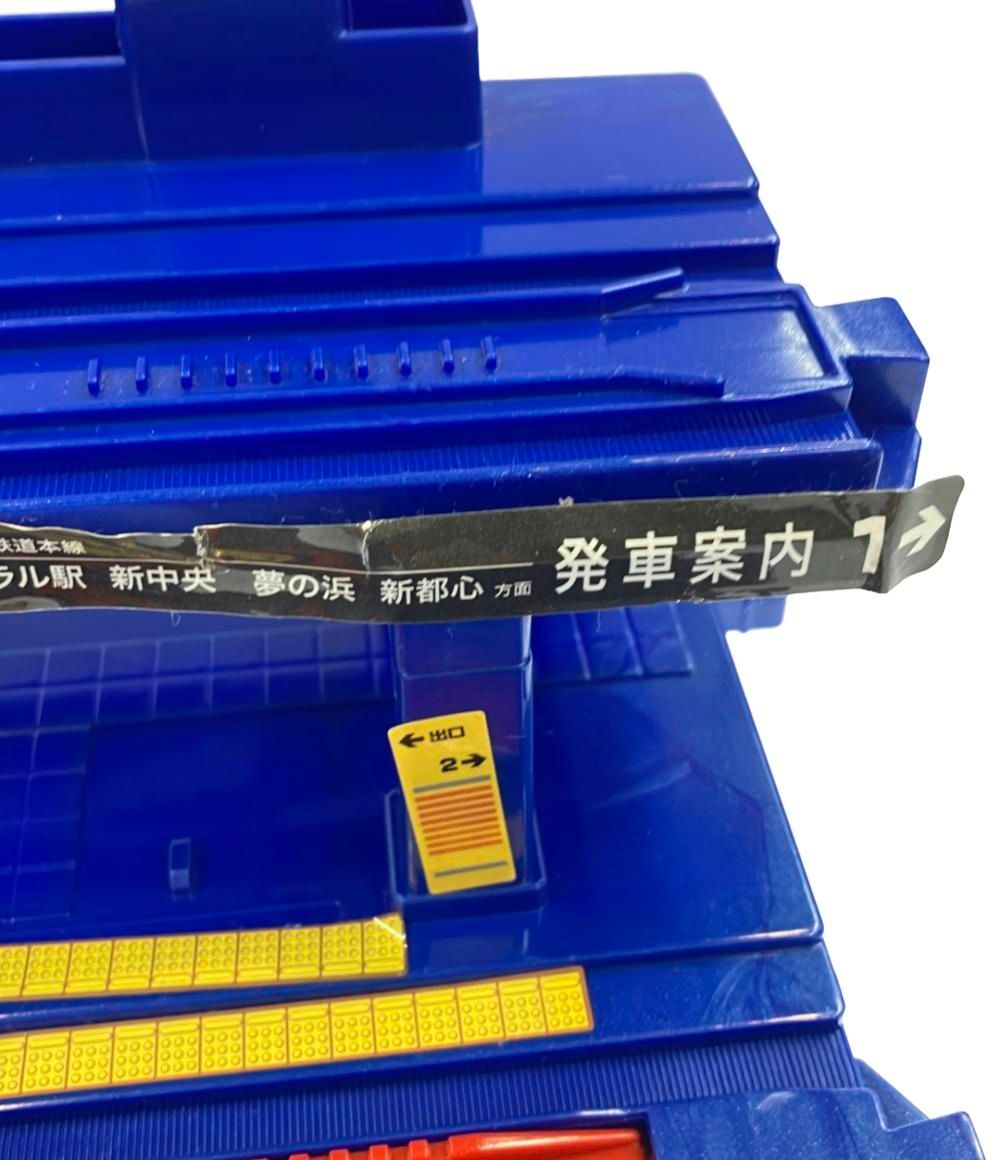 鉄道本線
ラル駅 新中央 夢の浜 新都心 方面 発車案内 1→
←出口
2→